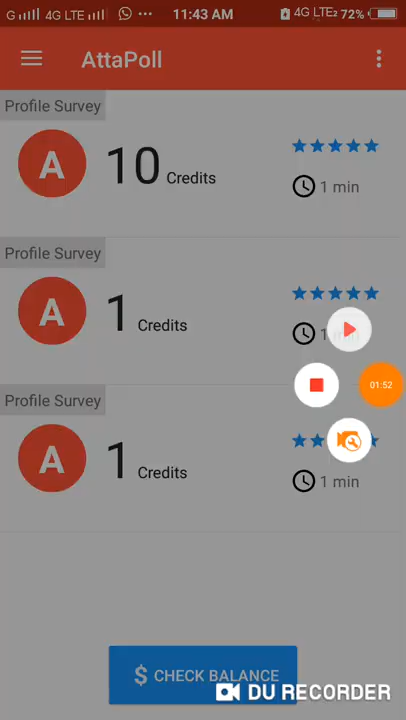 G 4G LTE ... 11:43 AM 4G LTE2 72%
AttaPoll
Profile Survey
A 10 Credits
1 min
Profile Survey
A 1 Credits
1
01:52
Profile Survey
A 1 Credits
1 min
$ CHECK BALANCE
DU RECORDER